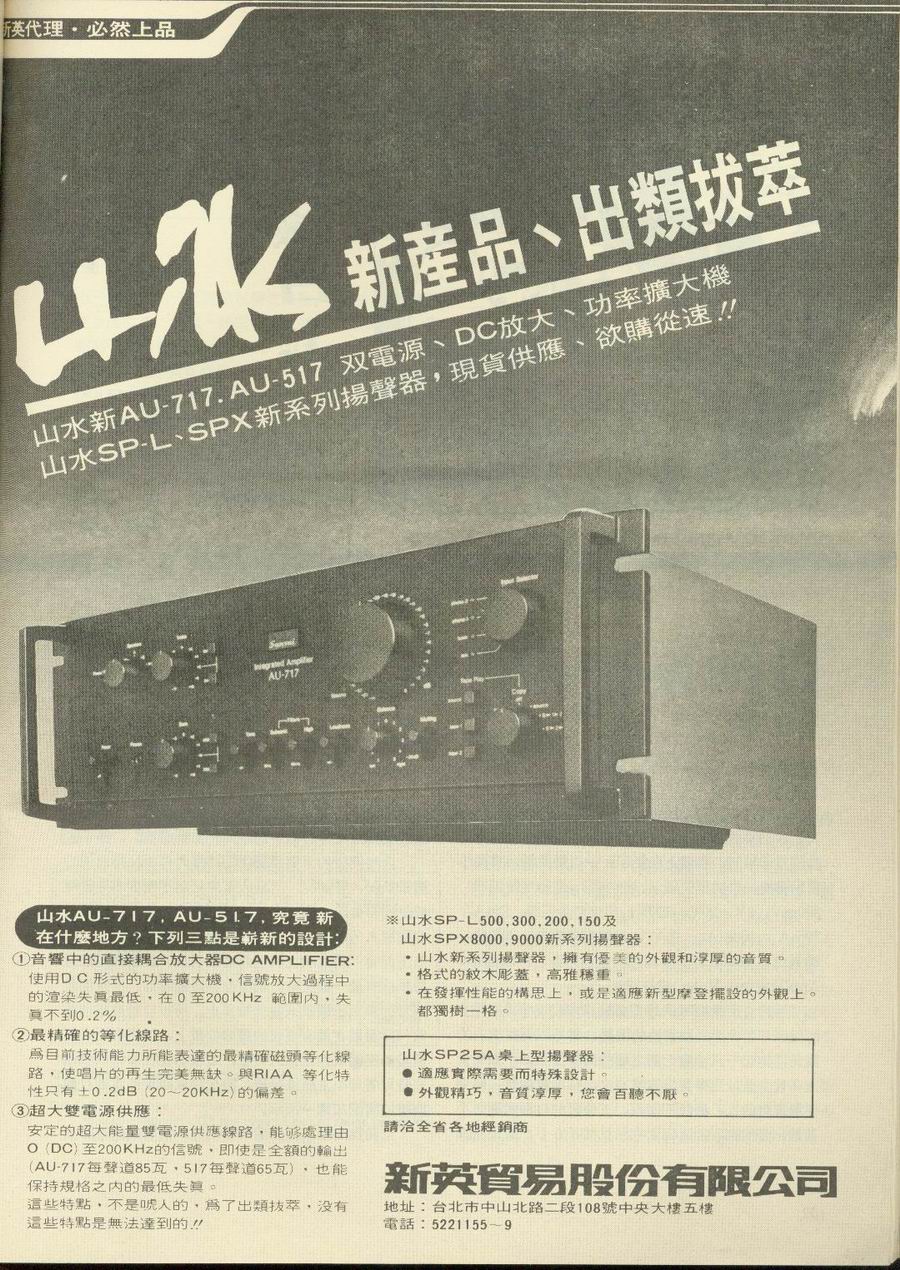 新英代理・必然上品
山水 新産品、出類拔萃
山水新AU-717.AU-517 双電源、DC放大、功率擴大機
山水SP-L、SPX新系列揚聲器，現貨供應、欲購從速!!
Sansui
Integrated Amplifier
AU-717
Input Selector
Tape Play
Copy
山水AU-717, AU-517, 究竟新
在什麼地方？下列三點是嶄新的設計：
①音響中的直接耦合放大器DC AMPLIFIER:
使用DC形式的功率擴大機，信號放大過程中
的渲染失眞最低，在0至200KHz 範圍內，失
眞不到0.2%
②最精確的等化線路：
爲目前技術能力所能表達的最精確磁頭等化線
路，使唱片的再生完美無缺。與RIAA 等化特
性只有±0.2dB (20～20KHz)的偏差。
③超大雙電源供應：
安定的超大能量雙電源供應線路，能够處理由
O (DC)至200KHz的信號，即使是全額的輸出
(AU-717每聲道85瓦，517每聲道65瓦)，也能
保持規格之內的最低失眞。
這些特點，不是唬人的，爲了出類拔萃，没有
這些特點是無法達到的!!
※山水SP-L500,300,200,150及
山水SPX8000,9000新系列揚聲器：
・山水新系列揚聲器，擁有優美的外觀和淳厚的音質。
・格式的紋木彫蓋，高雅穩重。
・在發揮性能的構思上，或是適應新型摩登擺設的外觀上。
都獨樹一格。
山水SP25A桌上型揚聲器：
●適應實際需要而特殊設計。
●外觀精巧，音質淳厚，您會百聽不厭。
請洽全省各地經銷商
新英貿易股份有限公司
地址：台北市中山北路二段108號中央大樓五樓
電話：5221155～9